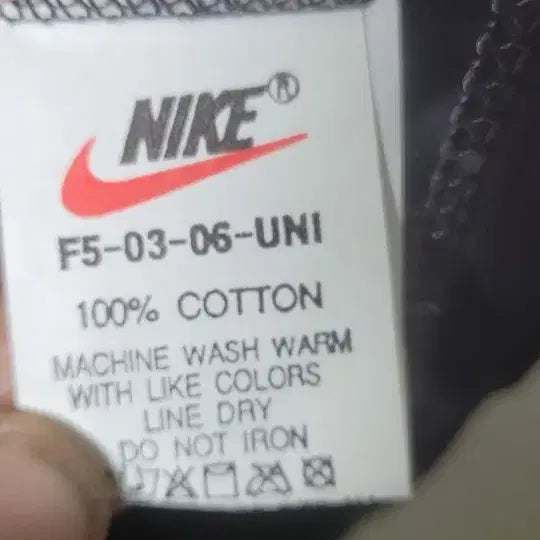 NIKE®
F5-03-06-UNI
100% COTTON
MACHINE WASH WARM
WITH LIKE COLORS
LINE DRY
DO NOT IRON